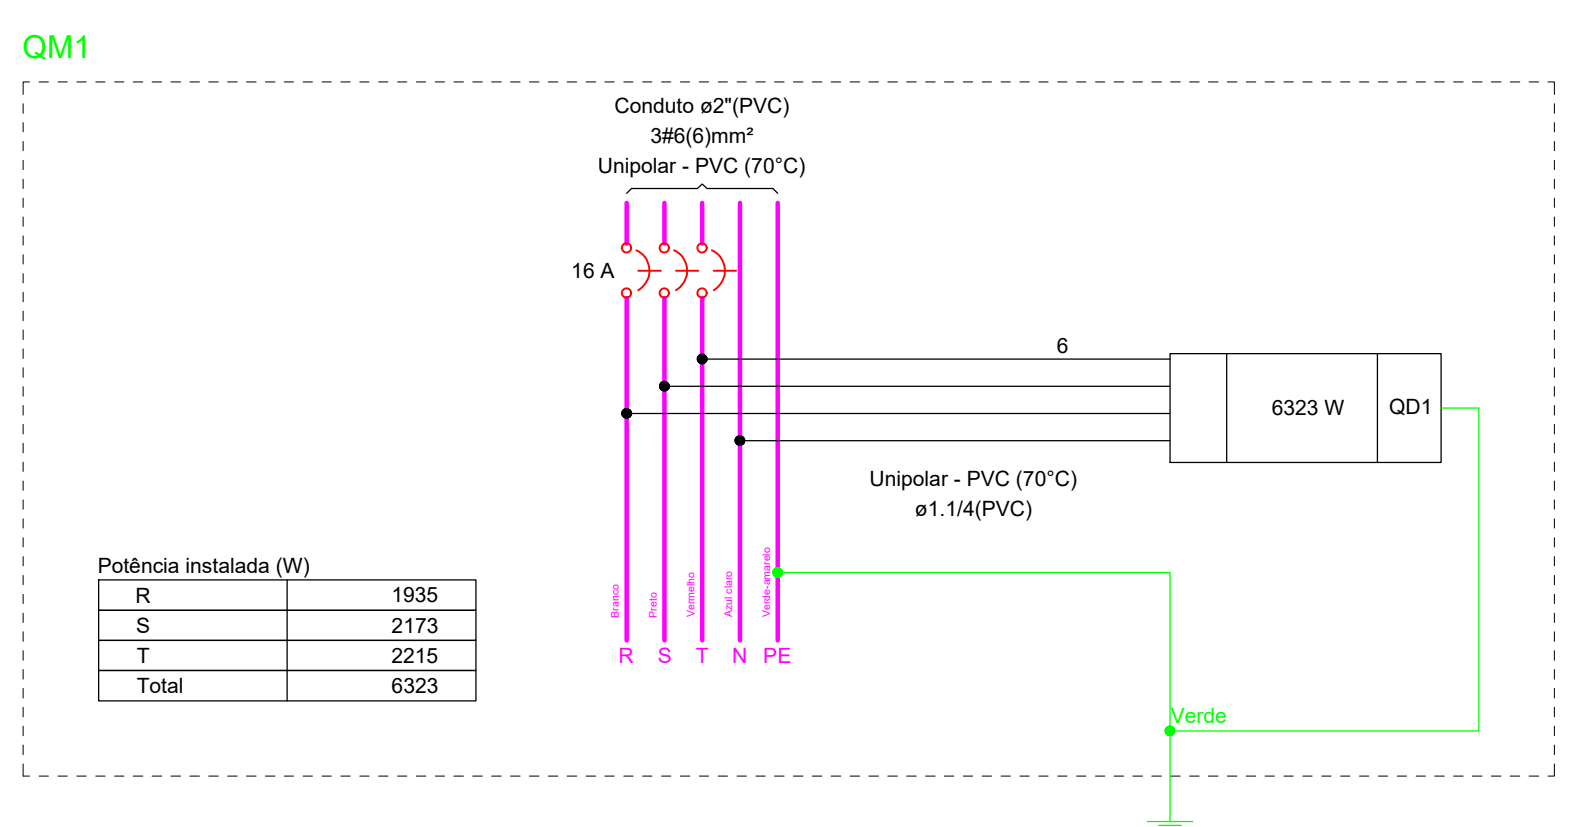 QM1
Conduto ø2"(PVC)
3#6(6)mm²
Unipolar - PVC (70°C)
16 A
6
6323 W
QD1
Unipolar - PVC (70°C)
ø1.1/4(PVC)
Potência instalada (W)
R 1935
S 2173
T 2215
Total 6323
Branco
Preto
Vermelho
Azul claro
Verde-amarelo
R S T N PE
Verde